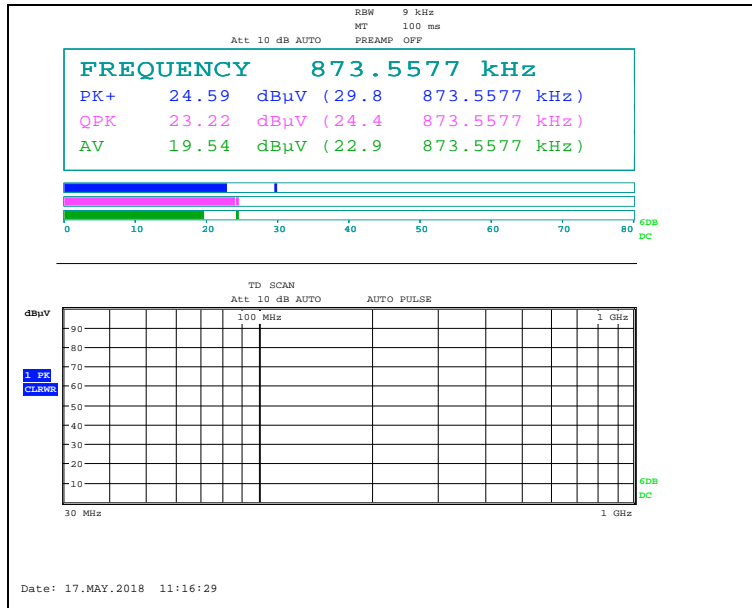 RBW 9 kHz
MT 100 ms
Att 10 dB AUTO PREAMP OFF
FREQUENCY 873.5577 kHz
PK+ 24.59 dBµV (29.8 873.5577 kHz)
QPK 23.22 dBµV (24.4 873.5577 kHz)
AV 19.54 dBµV (22.9 873.5577 kHz)
0 10 20 30 40 50 60 70 80
6DB
DC
TD SCAN
Att 10 dB AUTO AUTO PULSE
dBµV
100 MHz 1 GHz
90
80
70
1 PK
CLRWR
60
50
40
30
20
10
6DB
DC
30 MHz 1 GHz
Date: 17.MAY.2018 11:16:29